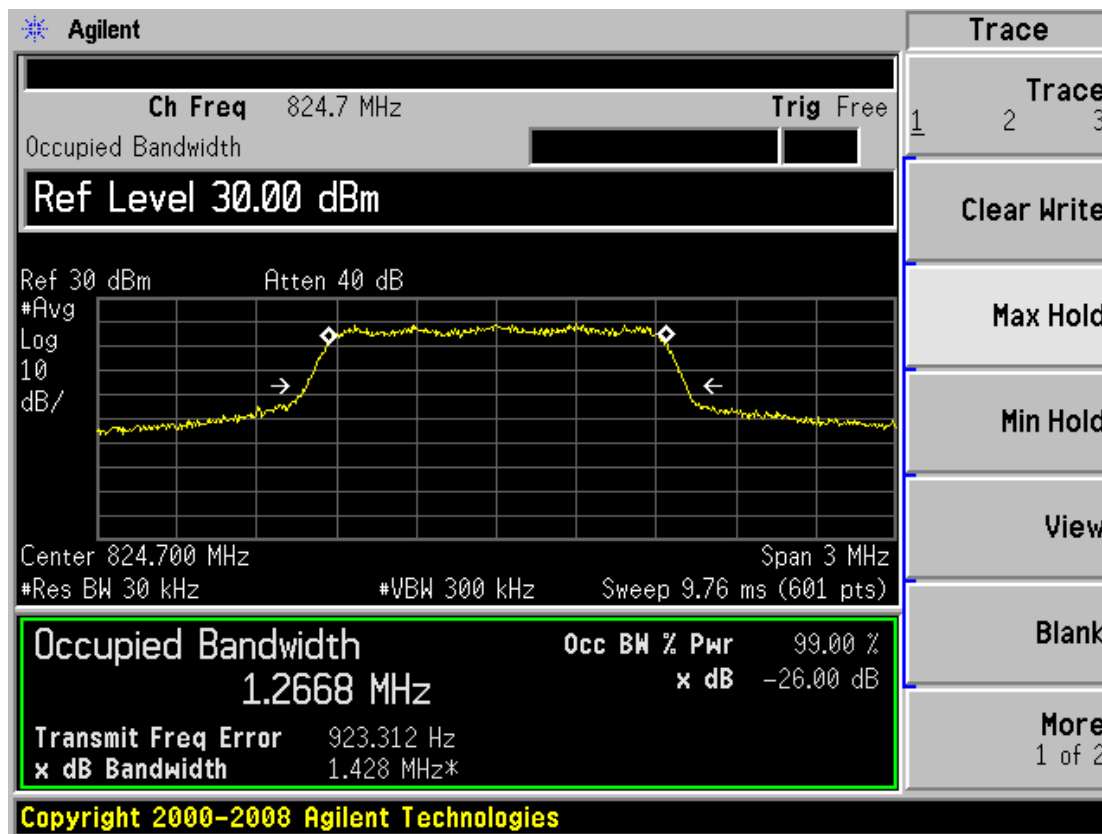 Agilent
Trace
Ch Freq 824.7 MHz Trig Free
Occupied Bandwidth
Ref Level 30.00 dBm
Ref 30 dBm Atten 40 dB
#Avg
Log
10
dB/
Center 824.700 MHz Span 3 MHz
#Res BW 30 kHz #VBW 300 kHz Sweep 9.76 ms (601 pts)
Occupied Bandwidth
1.2668 MHz
Occ BW % Pwr 99.00 %
x dB -26.00 dB
Transmit Freq Error 923.312 Hz
x dB Bandwidth 1.428 MHz*
Copyright 2000-2008 Agilent Technologies
Trace
1 2 3
Clear Write
Max Hold
Min Hold
View
Blank
More
1 of 2